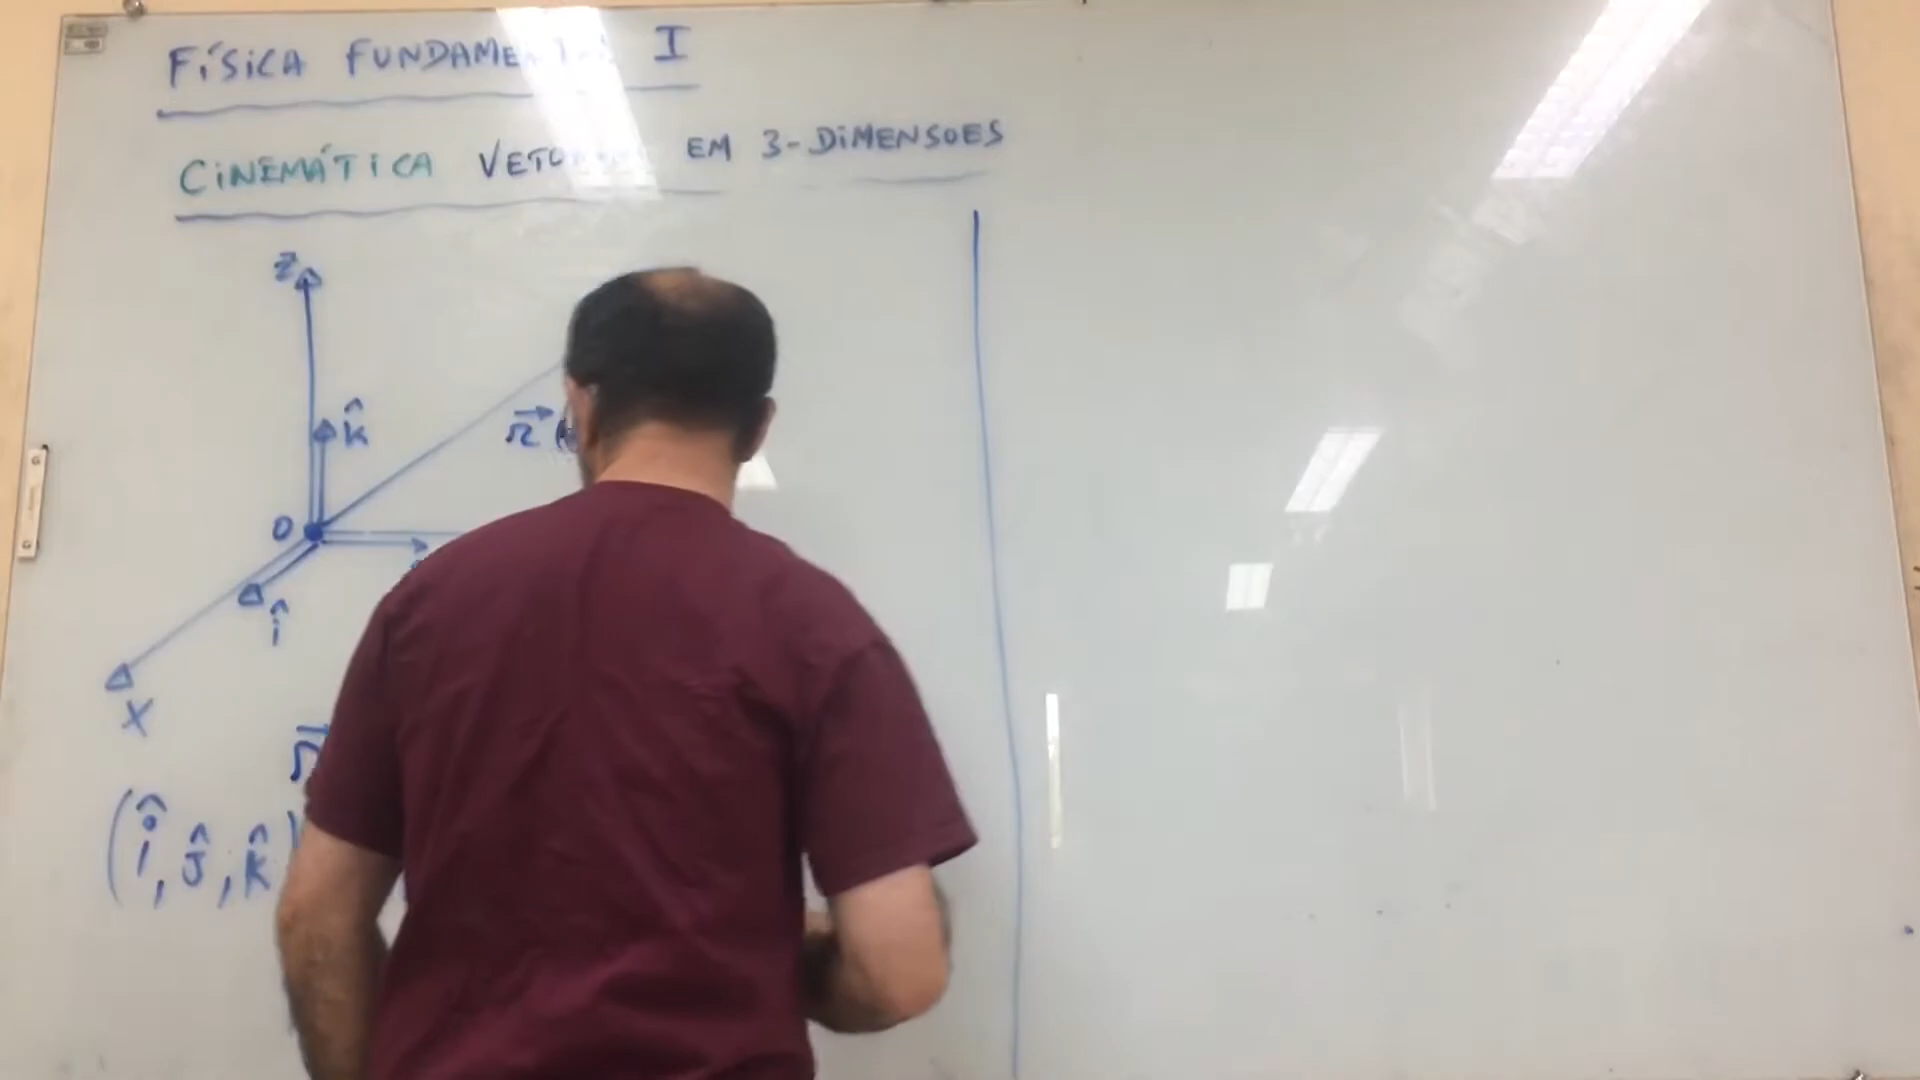 FÍSICA FUNDAMENTAL I
CINEMÁTICA VETORIAL EM 3-DIMENSOES
Z
k̂
r⃗
O
î
X
r⃗
(î, ĵ, k̂)